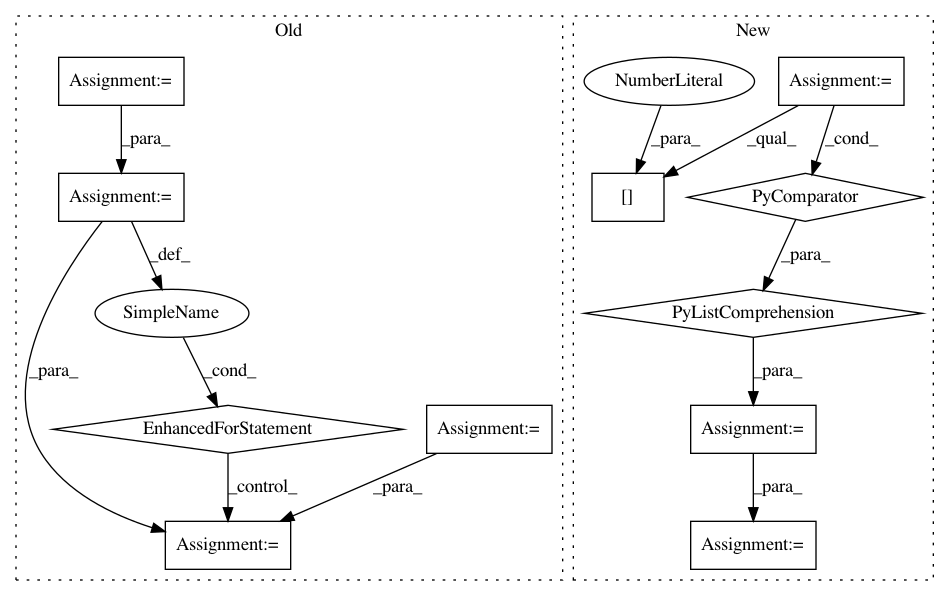 Old
Assignment:=
_para_
Assignment:=
_def_
SimpleName
_para_
_cond_
EnhancedForStatement
Assignment:=
_control_
_para_
Assignment:=
New
NumberLiteral
Assignment:=
_para_
_qual_
_cond_
[]
PyComparator
_para_
PyListComprehension
_para_
Assignment:=
_para_
Assignment:=